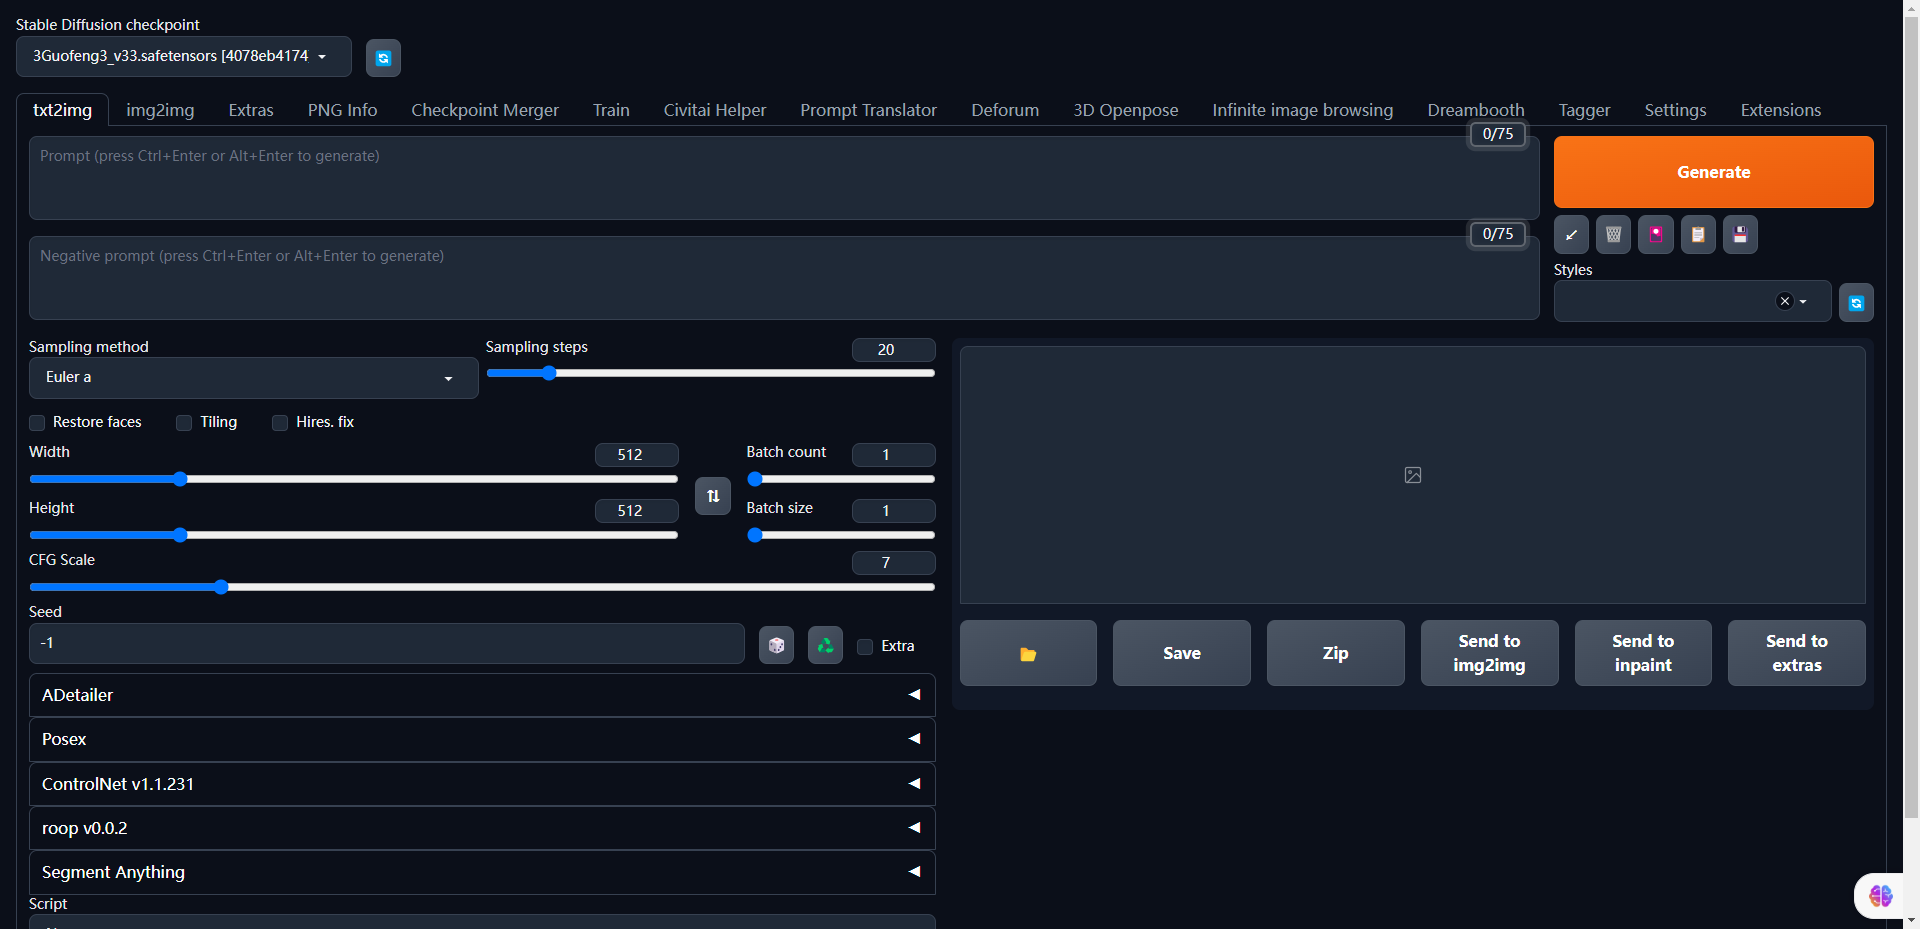 Stable Diffusion checkpoint
3Guofeng3_v33.safetensors [4078eb4174
txt2img
img2img
Extras
PNG Info
Checkpoint Merger
Train
Civitai Helper
Prompt Translator
Deforum
3D Openpose
Infinite image browsing
Dreambooth
Tagger
Settings
Extensions
0/75
Prompt (press Ctrl+Enter or Alt+Enter to generate)
Generate
0/75
Negative prompt (press Ctrl+Enter or Alt+Enter to generate)
Styles
Sampling method
Euler a
Sampling steps
20
Restore faces
Tiling
Hires. fix
Width
512
Batch count
1
Height
512
Batch size
1
CFG Scale
7
Seed
-1
Extra
Save
Zip
Send to
img2img
Send to
inpaint
Send to
extras
ADetailer
Posex
ControlNet v1.1.231
roop v0.0.2
Segment Anything
Script